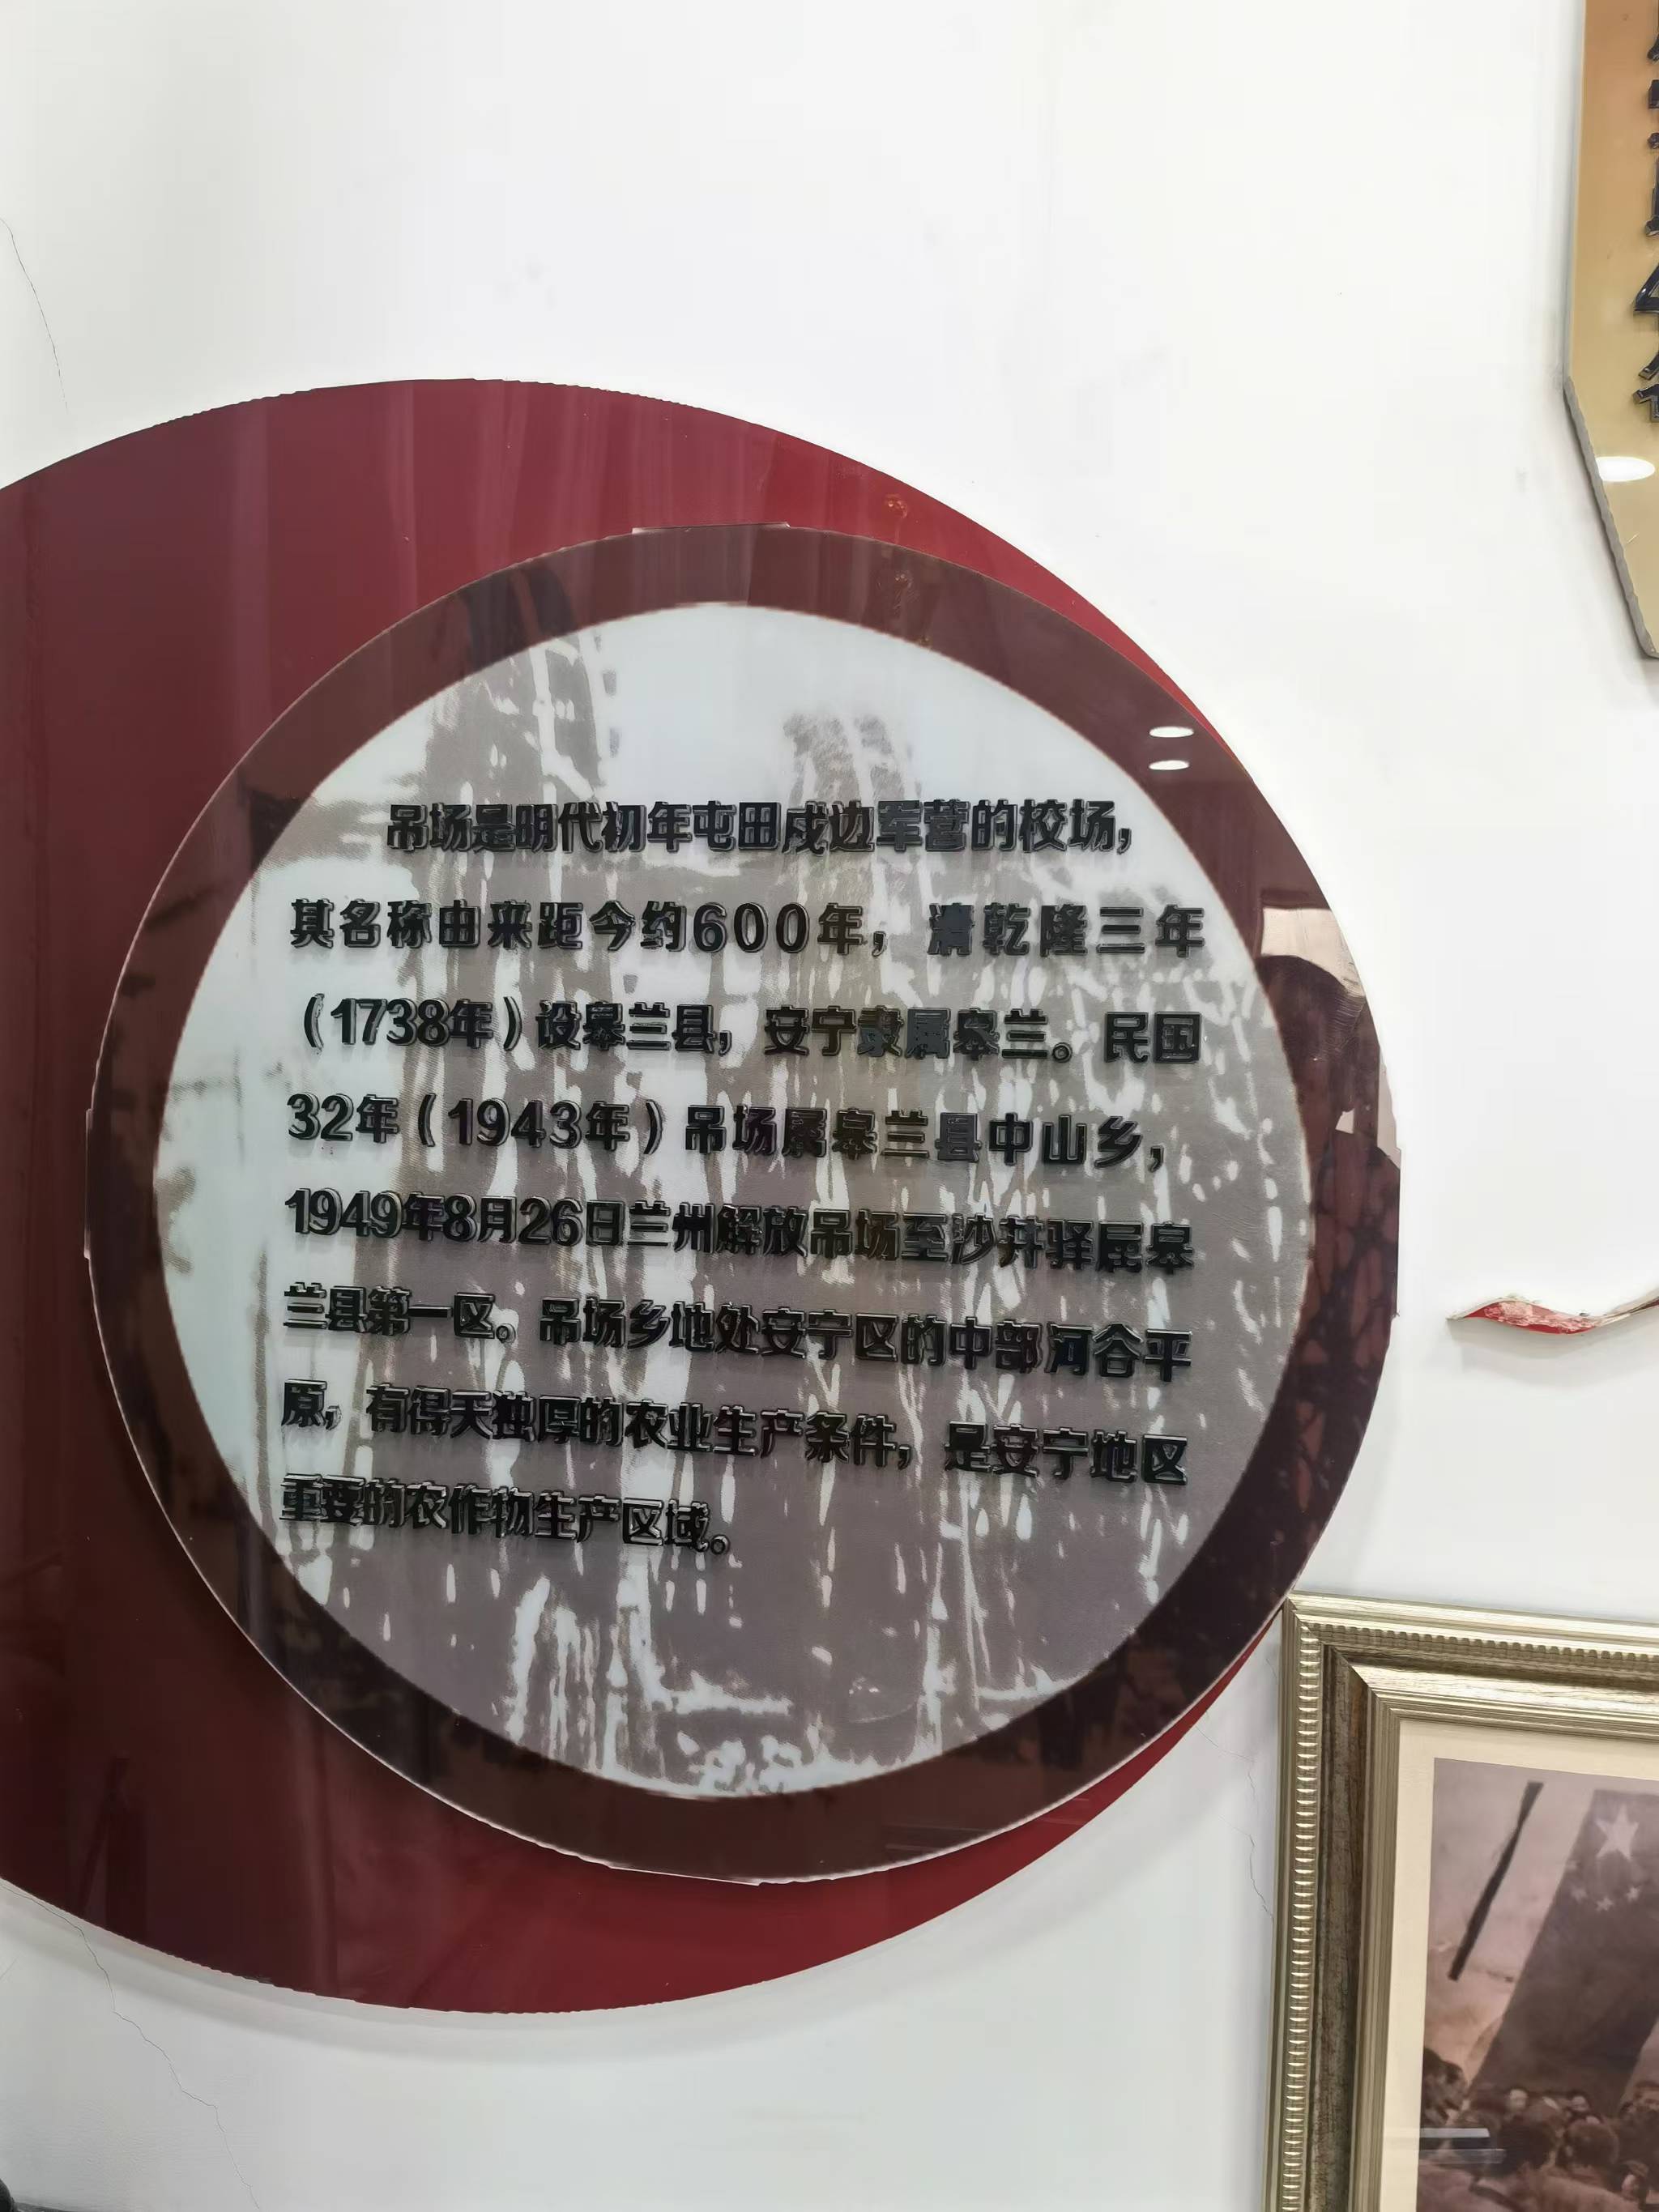 吊场是明代初年屯田戍边军营的校场，
其名称由来距今约600年，清乾隆三年
（1738年）设皋兰县，安宁隶属皋兰。民国
32年（1943年）吊场属皋兰县中山乡，
1949年8月26日兰州解放吊场至沙井驿属皋
兰县第一区。吊场乡地处安宁区的中部河谷平
原，有得天独厚的农业生产条件，是安宁地区
重要的农作物生产区域。